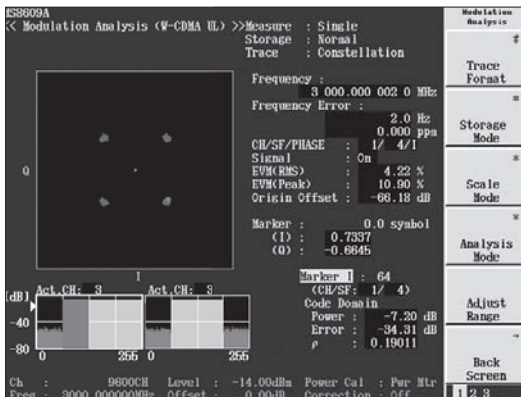 MS8609A
<< Modulation Analysis (W-CDMA UL) >>
Measure : Single
Storage : Normal
Trace : Constellation
Frequency :
3 000.000 002 0 MHz
Frequency Error :
2.0 Hz
0.000 ppm
CH/SF/PHASE : 1/ 4/I
Signal : On
EVM(RMS) : 4.22 %
EVM(Peak) : 10.90 %
Origin Offset : -66.18 dB
Marker : 0.0 symbol
(I) : 0.7337
(Q) : -0.6645
Marker I : 64
(CH/SF: 1/ 4)
Code Domain
Power : -7.20 dB
Error : -34.31 dB
ρ : 0.19011
Q
I
Act.CH: 3
Act.CH: 3
[dB]
-40
-80
0
255
0
255
Ch : 9600CH Level : -14.00dBm Power Cal : Pwr Mtr
Freq : 3000.000000MHz Offset : 0.00dB Correction : Off
Modulation
Analysis
#
Trace
Format
Storage
Mode
*
Scale
Mode
*
Analysis
Mode
Adjust
Range
→
Back
Screen
1 2 3